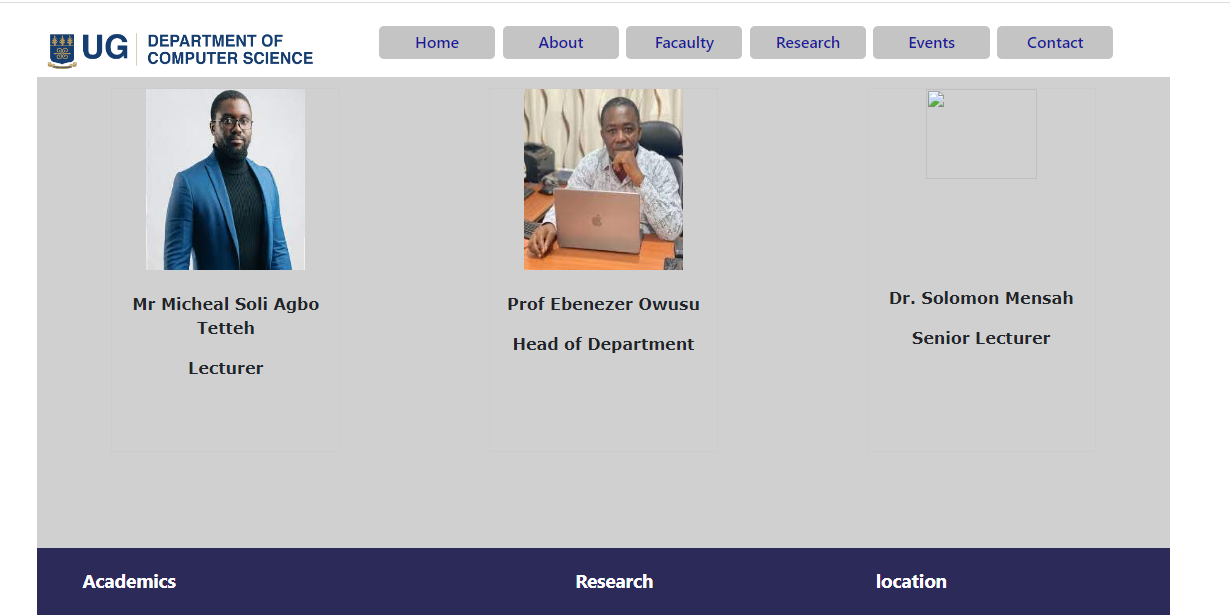 UG
DEPARTMENT OF
COMPUTER SCIENCE
Home
About
Facaulty
Research
Events
Contact
Mr Micheal Soli Agbo
Tetteh
Lecturer
Prof Ebenezer Owusu
Head of Department
Dr. Solomon Mensah
Senior Lecturer
Academics
Research
location